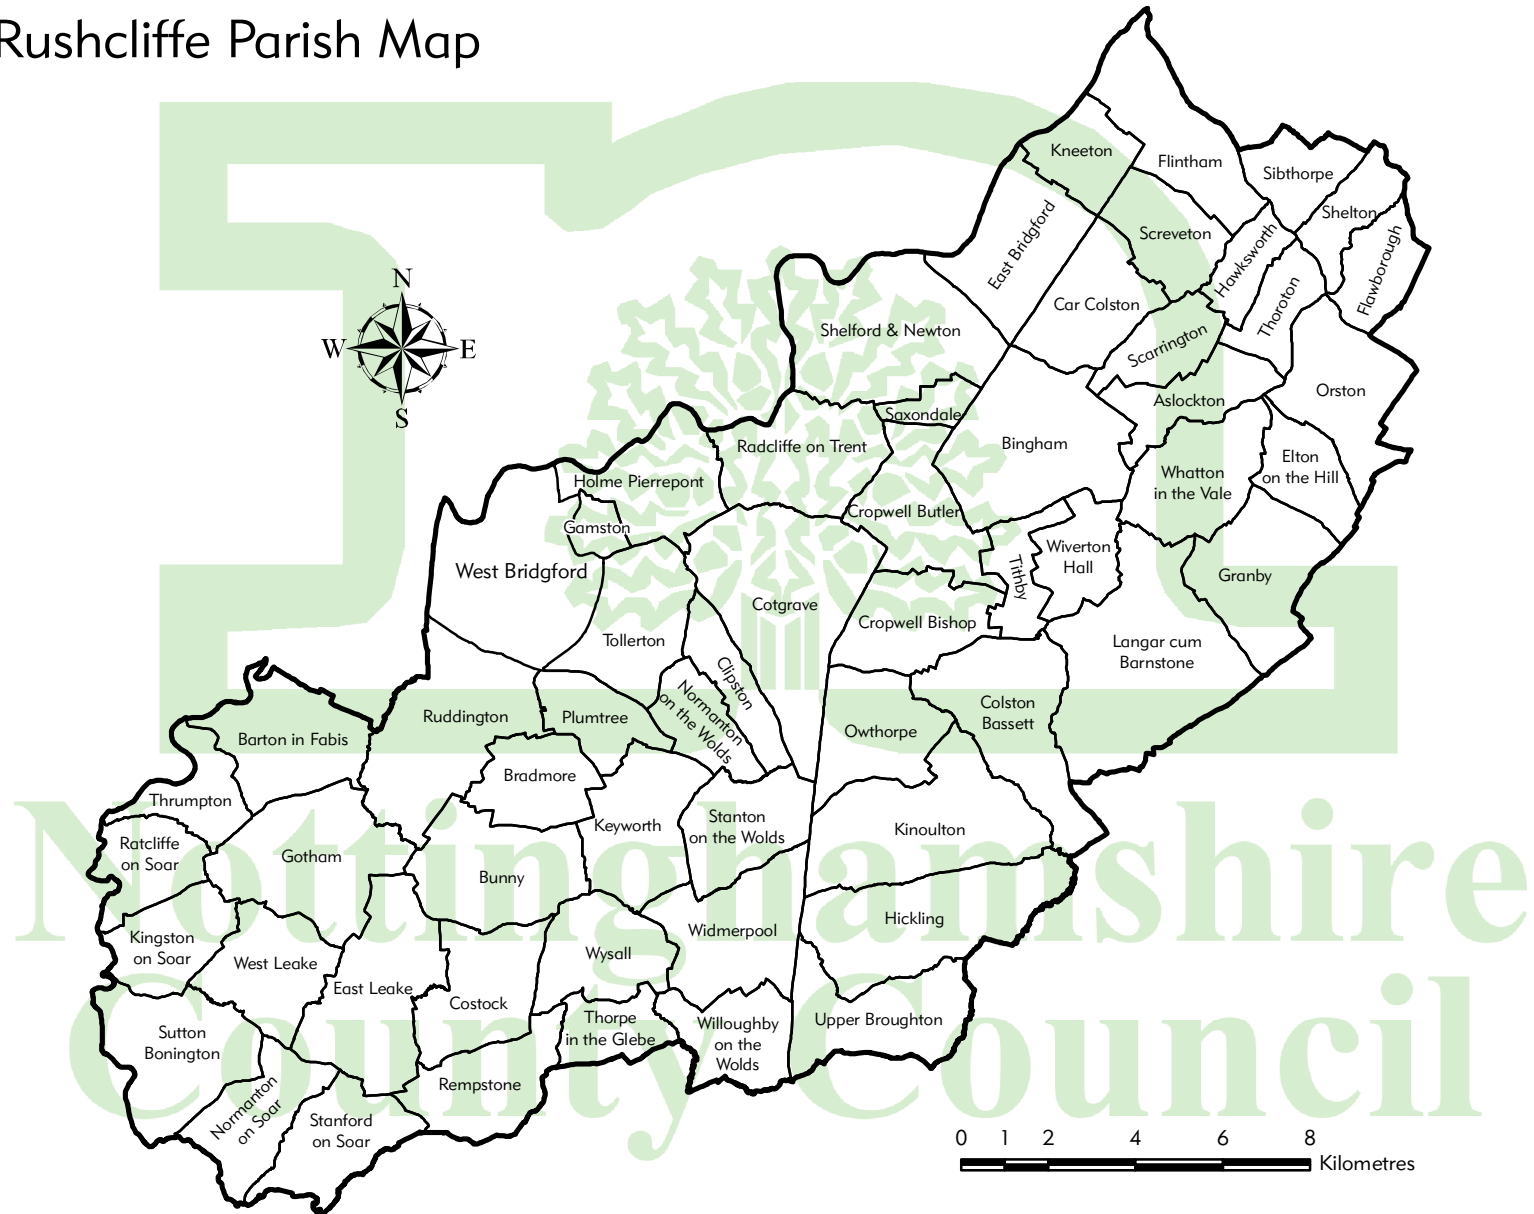 Rushcliffe Parish Map
Kneeton
Flintham
Sibthorpe
Shelton
Flawborough
East Bridgford
Screveton
Hawksworth
Thoroton
Car Colston
Scarrington
Shelford & Newton
Orston
Aslockton
Saxondale
Bingham
Radcliffe on Trent
Whatton
in the Vale
Elton
on the Hill
Holme Pierrepont
Cropwell Butler
Gamston
West Bridgford
Tithby
Wiverton
Hall
Granby
Cotgrave
Cropwell Bishop
Tollerton
Langar cum
Barnstone
Clipston
Normanton
on the Wolds
Colston
Bassett
Ruddington
Plumtree
Owthorpe
Barton in Fabis
Bradmore
Thrumpton
Keyworth
Stanton
on the Wolds
Kinoulton
Ratcliffe
on Soar
Gotham
Bunny
Hickling
Widmerpool
Kingston
on Soar
West Leake
Wysall
East Leake
Costock
Upper Broughton
Thorpe
in the Glebe
Willoughby
on the
Wolds
Sutton
Bonington
Rempstone
Normanton
on Soar
Stanford
on Soar
N
W
E
S
0 1 2 4 6 8
Kilometres
Nottinghamshire
County Council